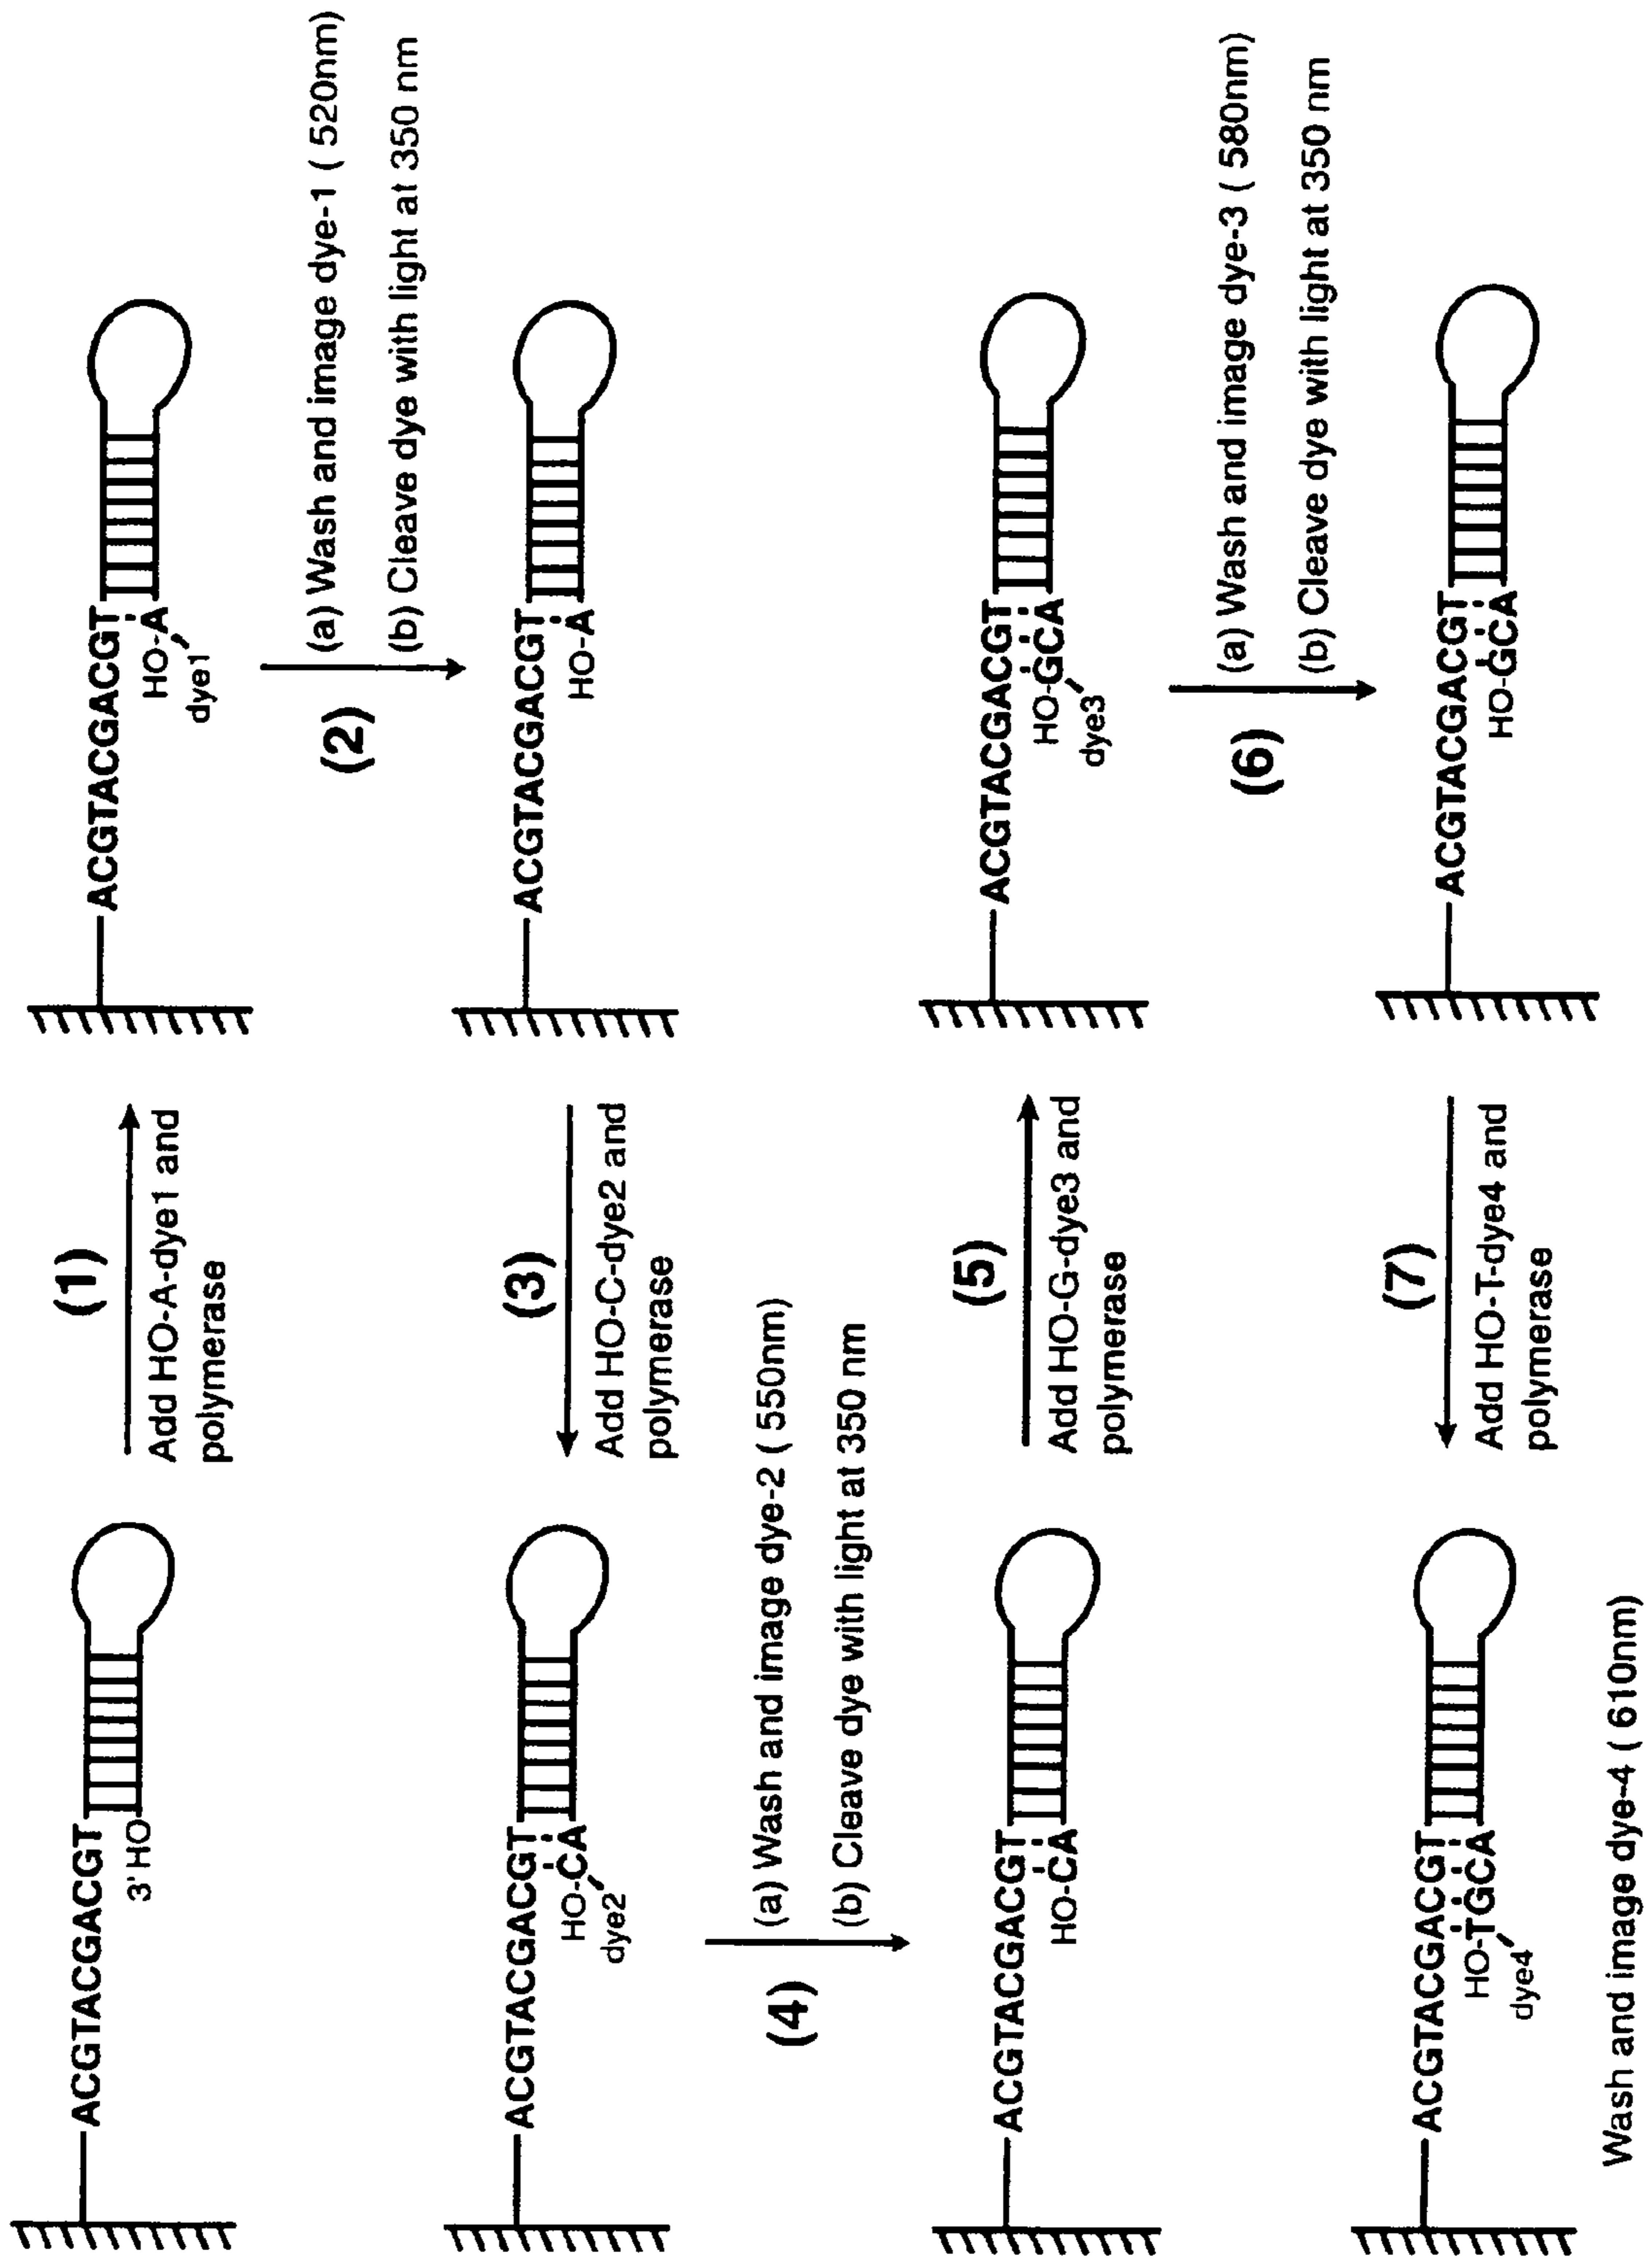 ACGTACGACGT
3' HO
(1)
Add HO-A-dye1 and
polymerase
ACGTACGACGT
HO-A
dye1
(2)
(a) Wash and image dye-1 ( 520nm)
(b) Cleave dye with light at 350 nm
ACGTACGACGT
HO-A
(3)
Add HO-C-dye2 and
polymerase
ACGTACGACGT
HO-CA
dye2
(4)
(a) Wash and image dye-2 ( 550nm)
(b) Cleave dye with light at 350 nm
ACGTACGACGT
HO-CA
(5)
Add HO-G-dye3 and
polymerase
ACGTACGACGT
HO-GCA
dye3
(6)
(a) Wash and image dye-3 ( 580nm)
(b) Cleave dye with light at 350 nm
ACGTACGACGT
HO-GCA
(7)
Add HO-T-dye4 and
polymerase
ACGTACGACGT
HO-TGCA
dye4
Wash and image dye-4 ( 610nm)